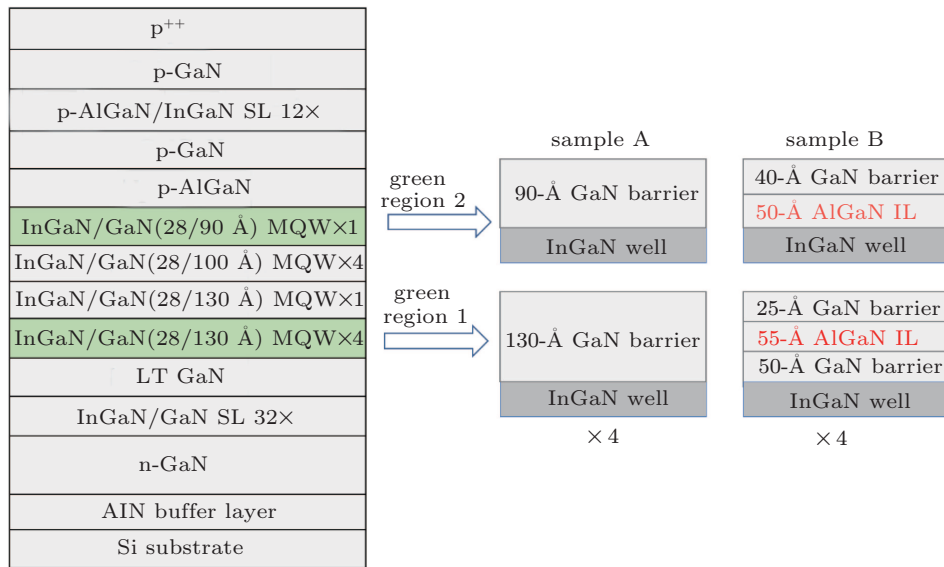 p++
p-GaN
p-AlGaN/InGaN SL 12×
p-GaN
p-AlGaN
InGaN/GaN(28/90 Å) MQW×1
InGaN/GaN(28/100 Å) MQW×4
InGaN/GaN(28/130 Å) MQW×1
InGaN/GaN(28/130 Å) MQW×4
LT GaN
InGaN/GaN SL 32×
n-GaN
AlN buffer layer
Si substrate
green
region 2
green
region 1
sample A
90-Å GaN barrier
InGaN well
130-Å GaN barrier
InGaN well
×4
sample B
40-Å GaN barrier
50-Å AlGaN IL
InGaN well
25-Å GaN barrier
55-Å AlGaN IL
50-Å GaN barrier
InGaN well
×4